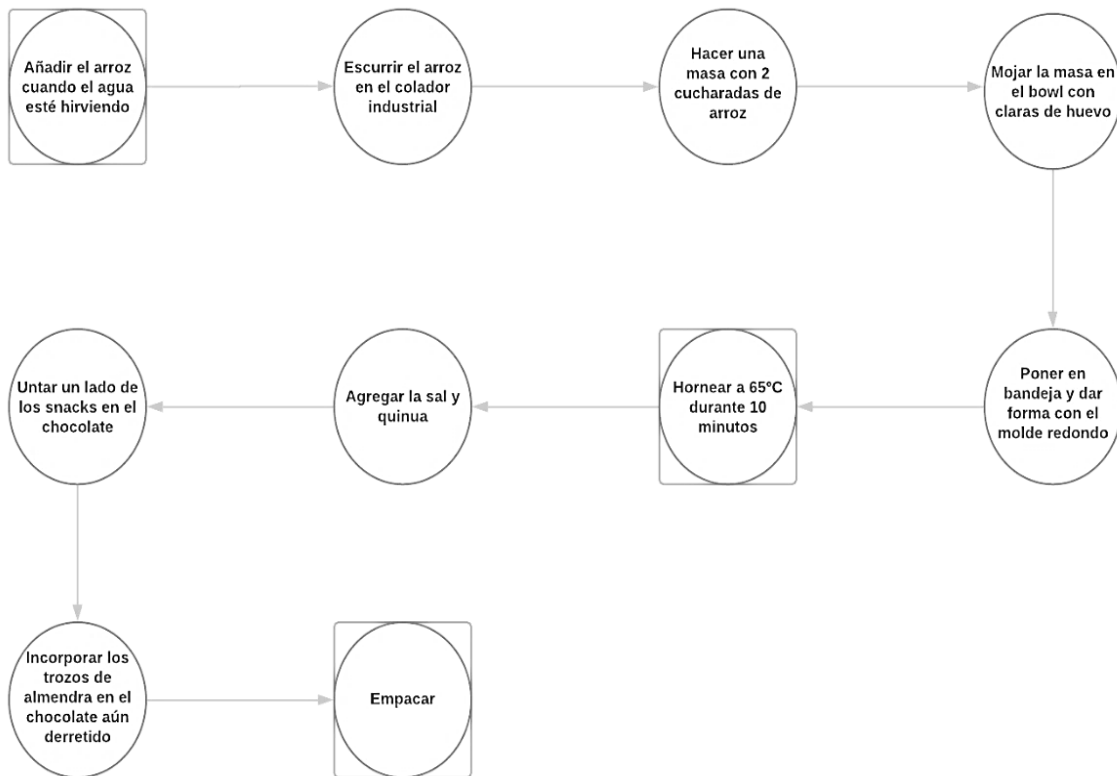 Añadir el arroz
cuando el agua
esté hirviendo
Escurrir el arroz
en el colador
industrial
Hacer una
masa con 2
cucharadas de
arroz
Mojar la masa en
el bowl con
claras de huevo
Poner en
bandeja y dar
forma con el
molde redondo
Hornear a 65°C
durante 10
minutos
Agregar la sal y
quinua
Untar un lado de
los snacks en el
chocolate
Incorporar los
trozos de
almendra en el
chocolate aún
derretido
Empacar